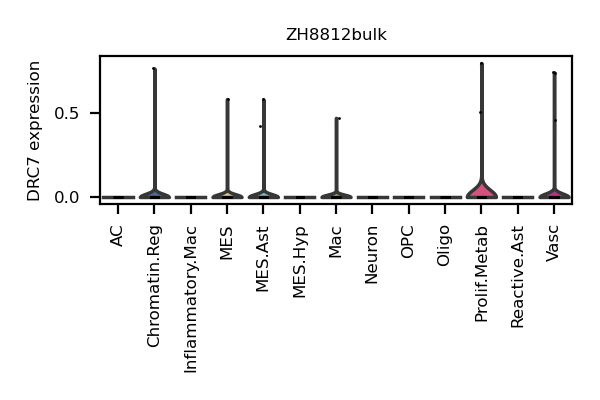 ZH8812bulk
DRC7 expression
0.5
0.0
AC
Chromatin.Reg
Inflammatory.Mac
MES
MES.Ast
MES.Hyp
Mac
Neuron
OPC
Oligo
Prolif.Metab
Reactive.Ast
Vasc